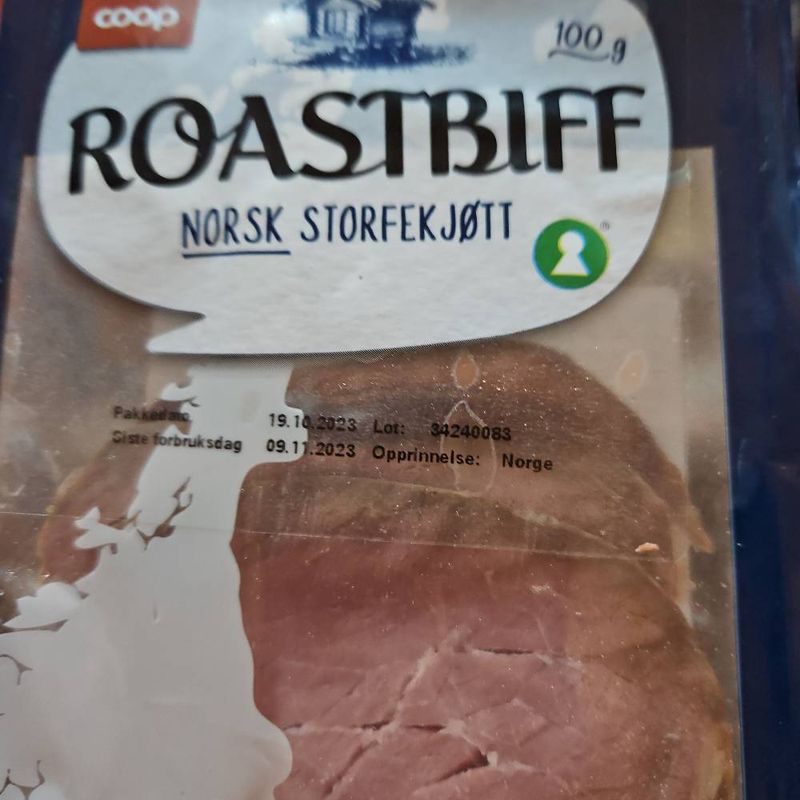 coop
100 g
ROASTBIFF
NORSK STORFEKJØTT
Pakkedato, 19.10.2023 Lot: 34240083
Siste forbruksdag 09.11.2023 Opprinnelse: Norge